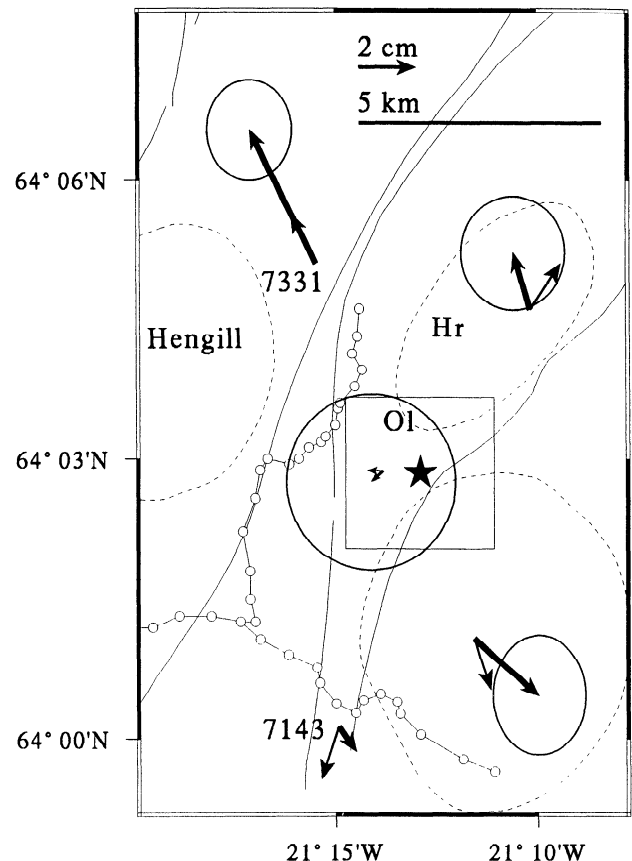 2 cm
5 km
64° 06'N
7331
Hengill
Hr
Ol
64° 03'N
7143
64° 00'N
21° 15'W
21° 10'W